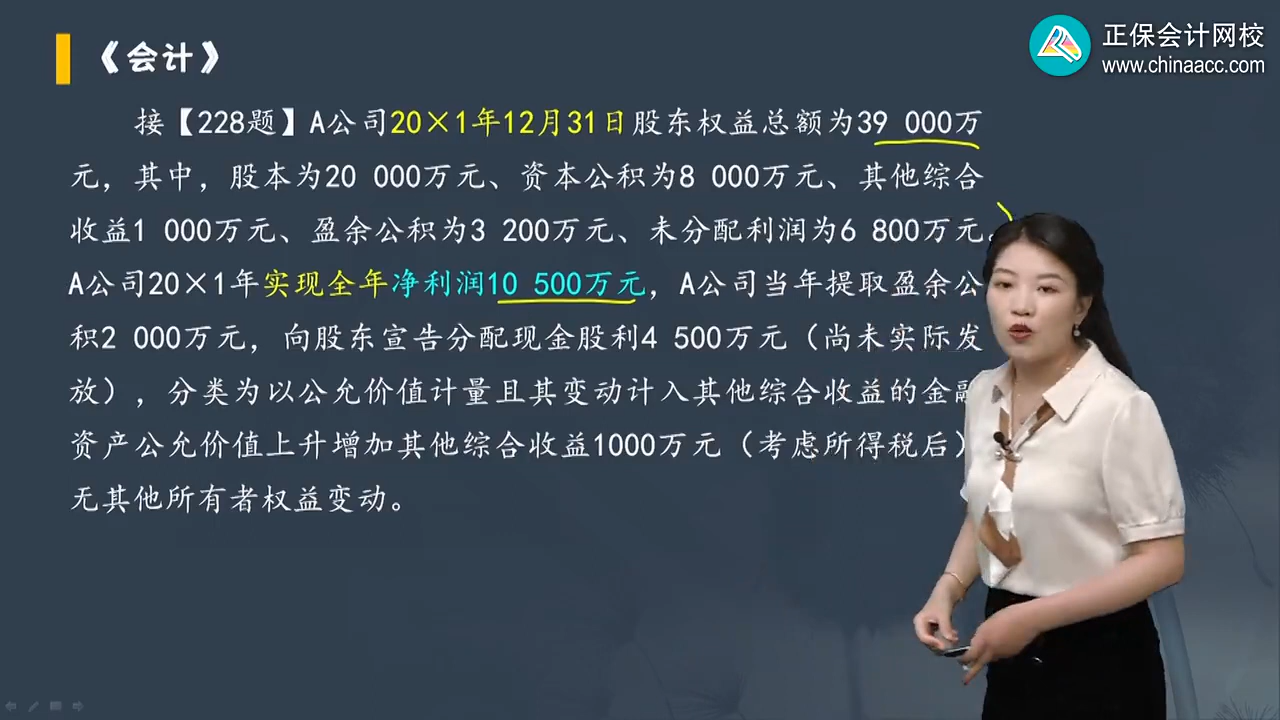 《会计》
正保会计网校
www.chinaacc.com
接【228题】A公司20×1年12月31日股东权益总额为39 000万
元，其中，股本为20 000万元、资本公积为8 000万元、其他综合
收益1 000万元、盈余公积为3 200万元、未分配利润为6 800万元。
A公司20×1年实现全年净利润10 500万元，A公司当年提取盈余公
积2 000万元，向股东宣告分配现金股利4 500万元（尚未实际发
放），分类为以公允价值计量且其变动计入其他综合收益的金融
资产公允价值上升增加其他综合收益1000万元（考虑所得税后）
无其他所有者权益变动。